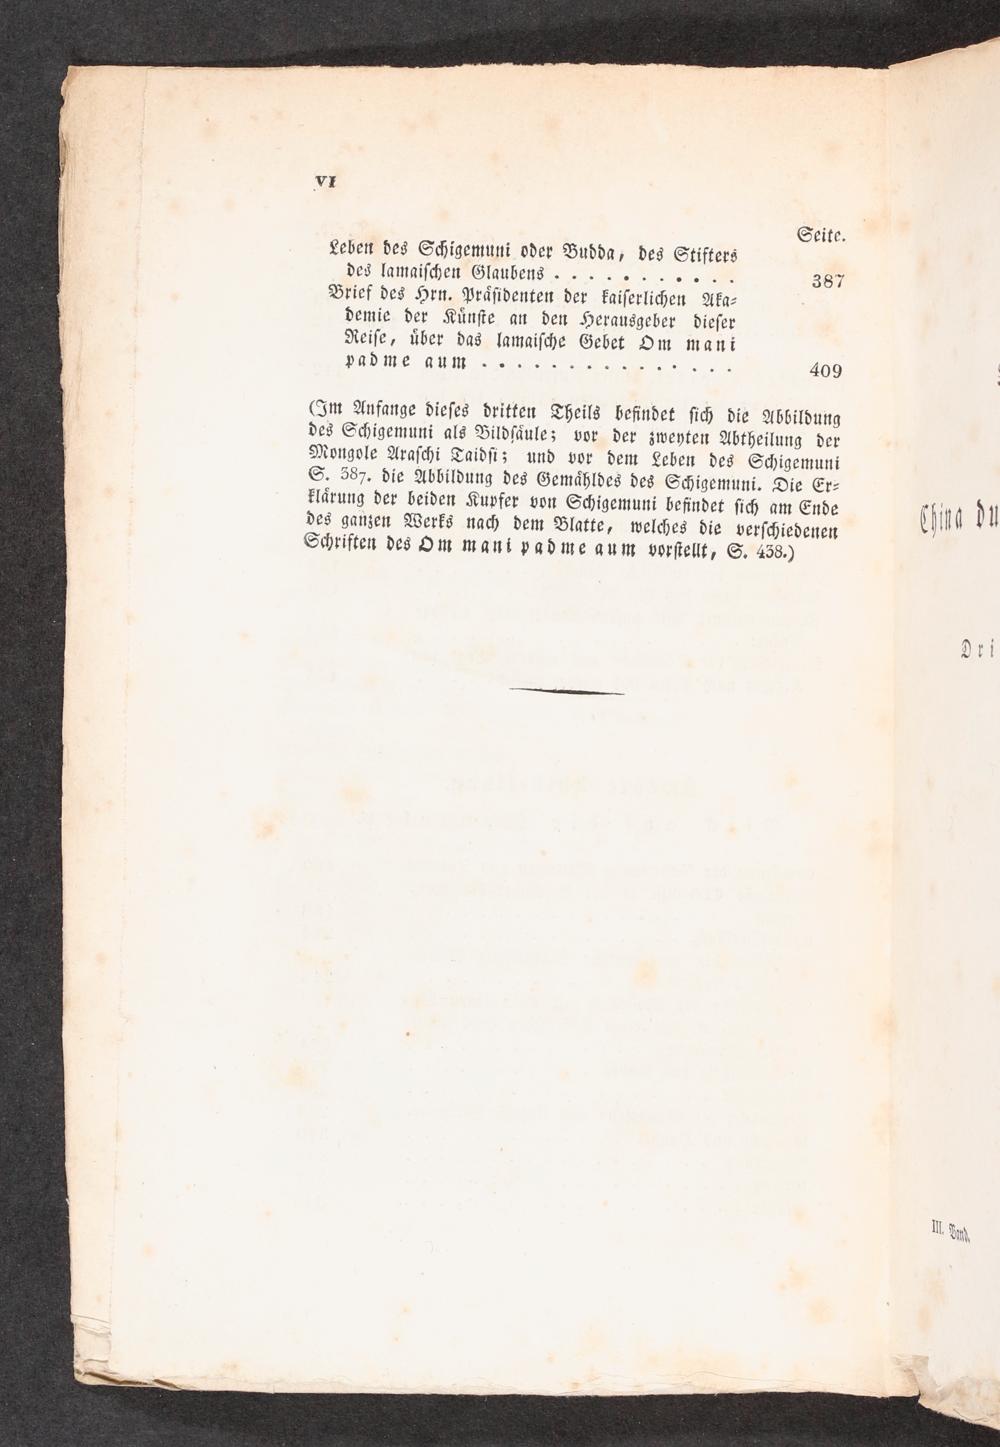 VI
Seite.
Leben des Schigemuni oder Budda, des Stifters
des lamaischen Glaubens . . . . . . . . . . . 387
Brief des Hrn. Präsidenten der kaiserlichen Aka=
demie der Künste an den Herausgeber dieser
Reise, über das lamaische Gebet Om mani
padme aum . . . . . . . . . . . . . . . 409
(Im Anfange dieses dritten Theils befindet sich die Abbildung
des Schigemuni als Bildsäule; vor der zweyten Abtheilung der
Mongole Araschi Taidsi; und vor dem Leben des Schigemuni
S. 387. die Abbildung des Gemähldes des Schigemuni. Die Er=
klärung der beiden Kupfer von Schigemuni befindet sich am Ende
des ganzen Werks nach dem Blatte, welches die verschiedenen
Schriften des Om mani padme aum vorstellt, S. 438.)
China du
Dri
III. Band.